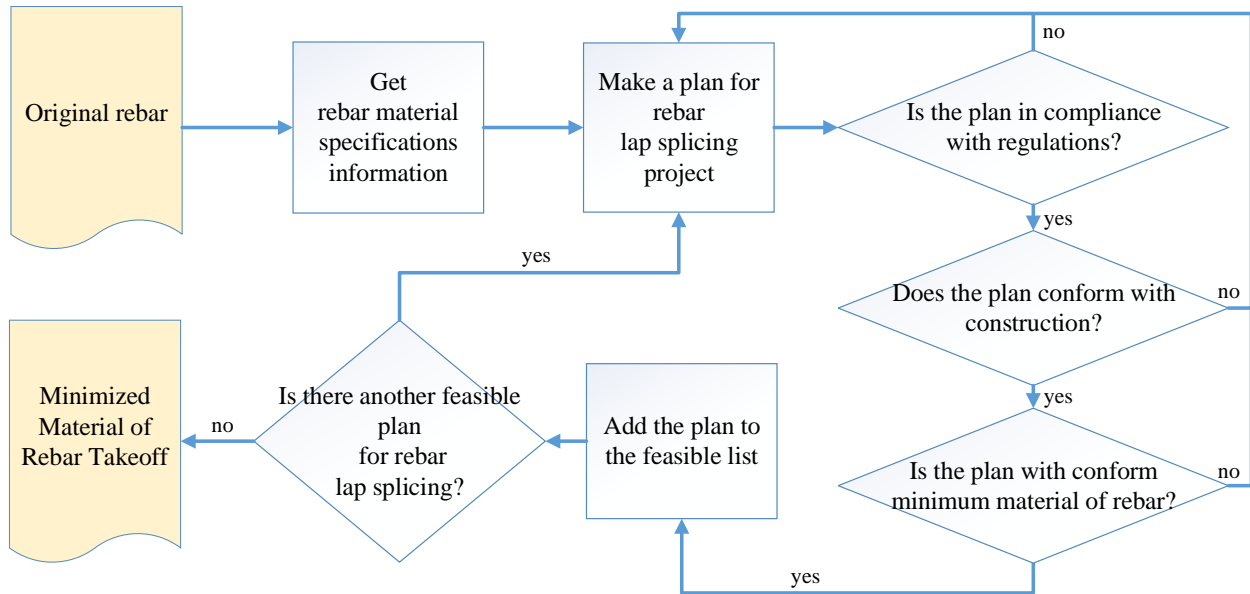 Original rebar
Get
rebar material
specifications
information
Make a plan for
rebar
lap splicing
project
no
Is the plan in compliance
with regulations?
yes
Does the plan conform with
construction?
no
yes
Is the plan with conform
minimum material of rebar?
no
yes
Add the plan to
the feasible list
Is there another feasible
plan
for rebar
lap splicing?
yes
no
Minimized
Material of
Rebar Takeoff